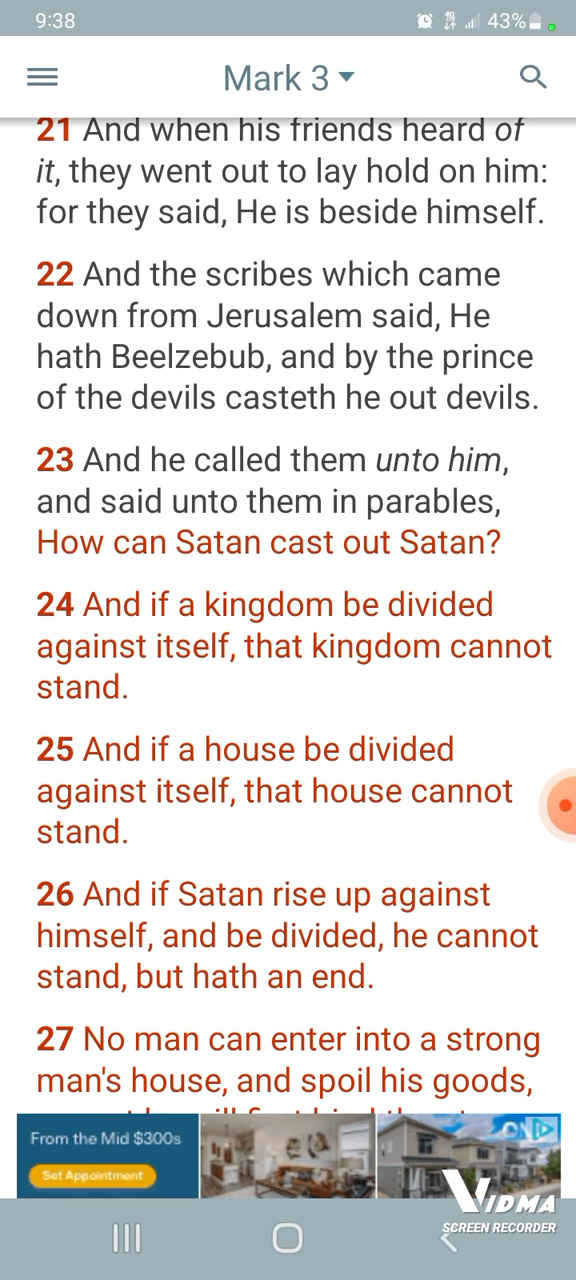 9:38
4G
43%
Mark 3
21 And when his friends heard of
it, they went out to lay hold on him:
for they said, He is beside himself.
22 And the scribes which came
down from Jerusalem said, He
hath Beelzebub, and by the prince
of the devils casteth he out devils.
23 And he called them unto him,
and said unto them in parables,
How can Satan cast out Satan?
24 And if a kingdom be divided
against itself, that kingdom cannot
stand.
25 And if a house be divided
against itself, that house cannot
stand.
26 And if Satan rise up against
himself, and be divided, he cannot
stand, but hath an end.
27 No man can enter into a strong
man's house, and spoil his goods,
From the Mid $300s
Set Appointment
VIDMA
SCREEN RECORDER